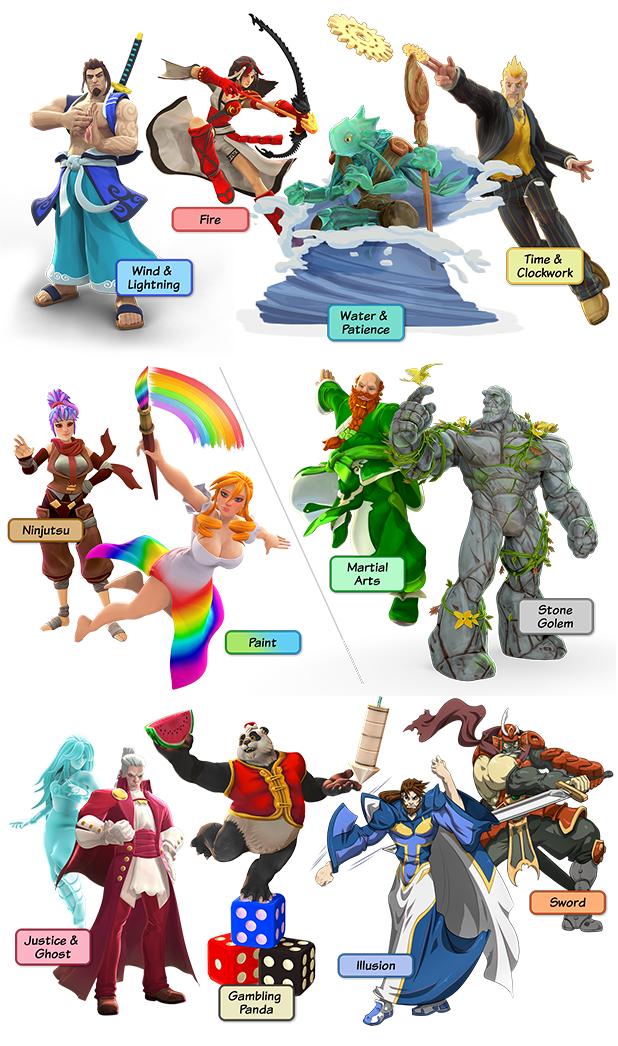 Fire
Wind &
Lightning
Time &
Clockwork
Water &
Patience
Ninjutsu
Paint
Martial
Arts
Stone
Golem
Justice &
Ghost
Gambling
Panda
Illusion
Sword